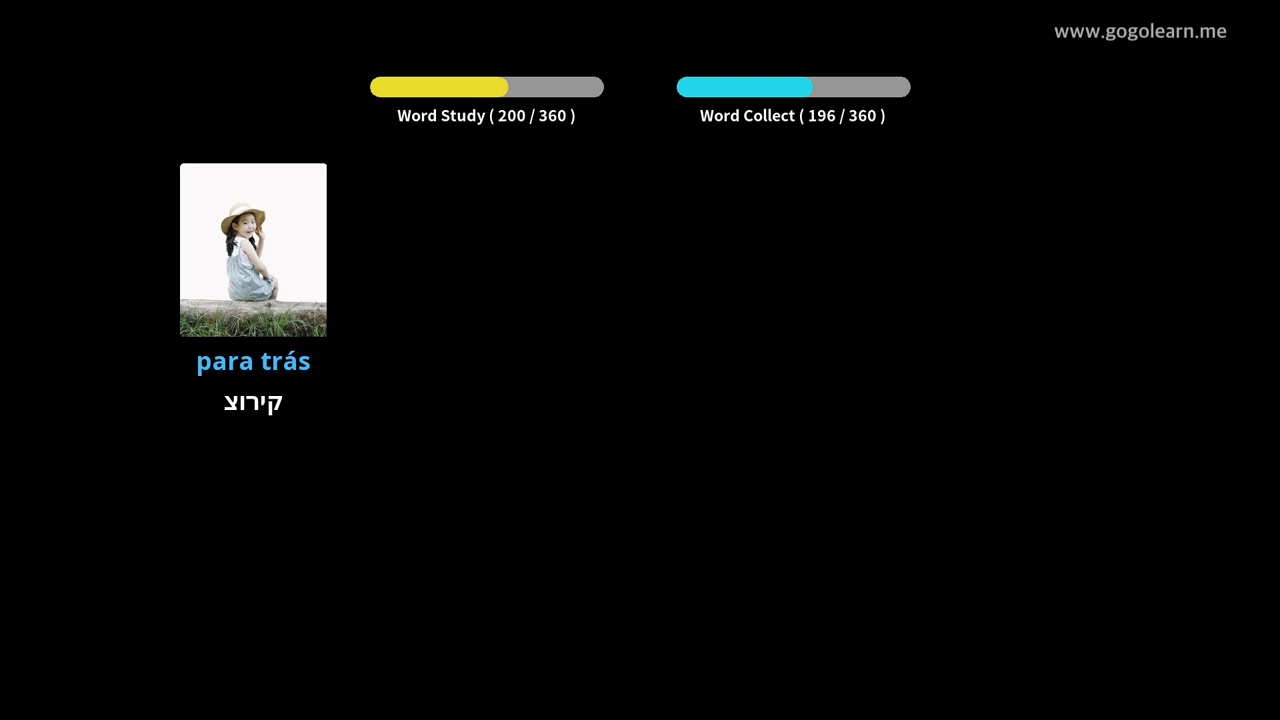 www.gogolearn.me
Word Study ( 200 / 360 )
Word Collect ( 196 / 360 )
para trás
קירוצ